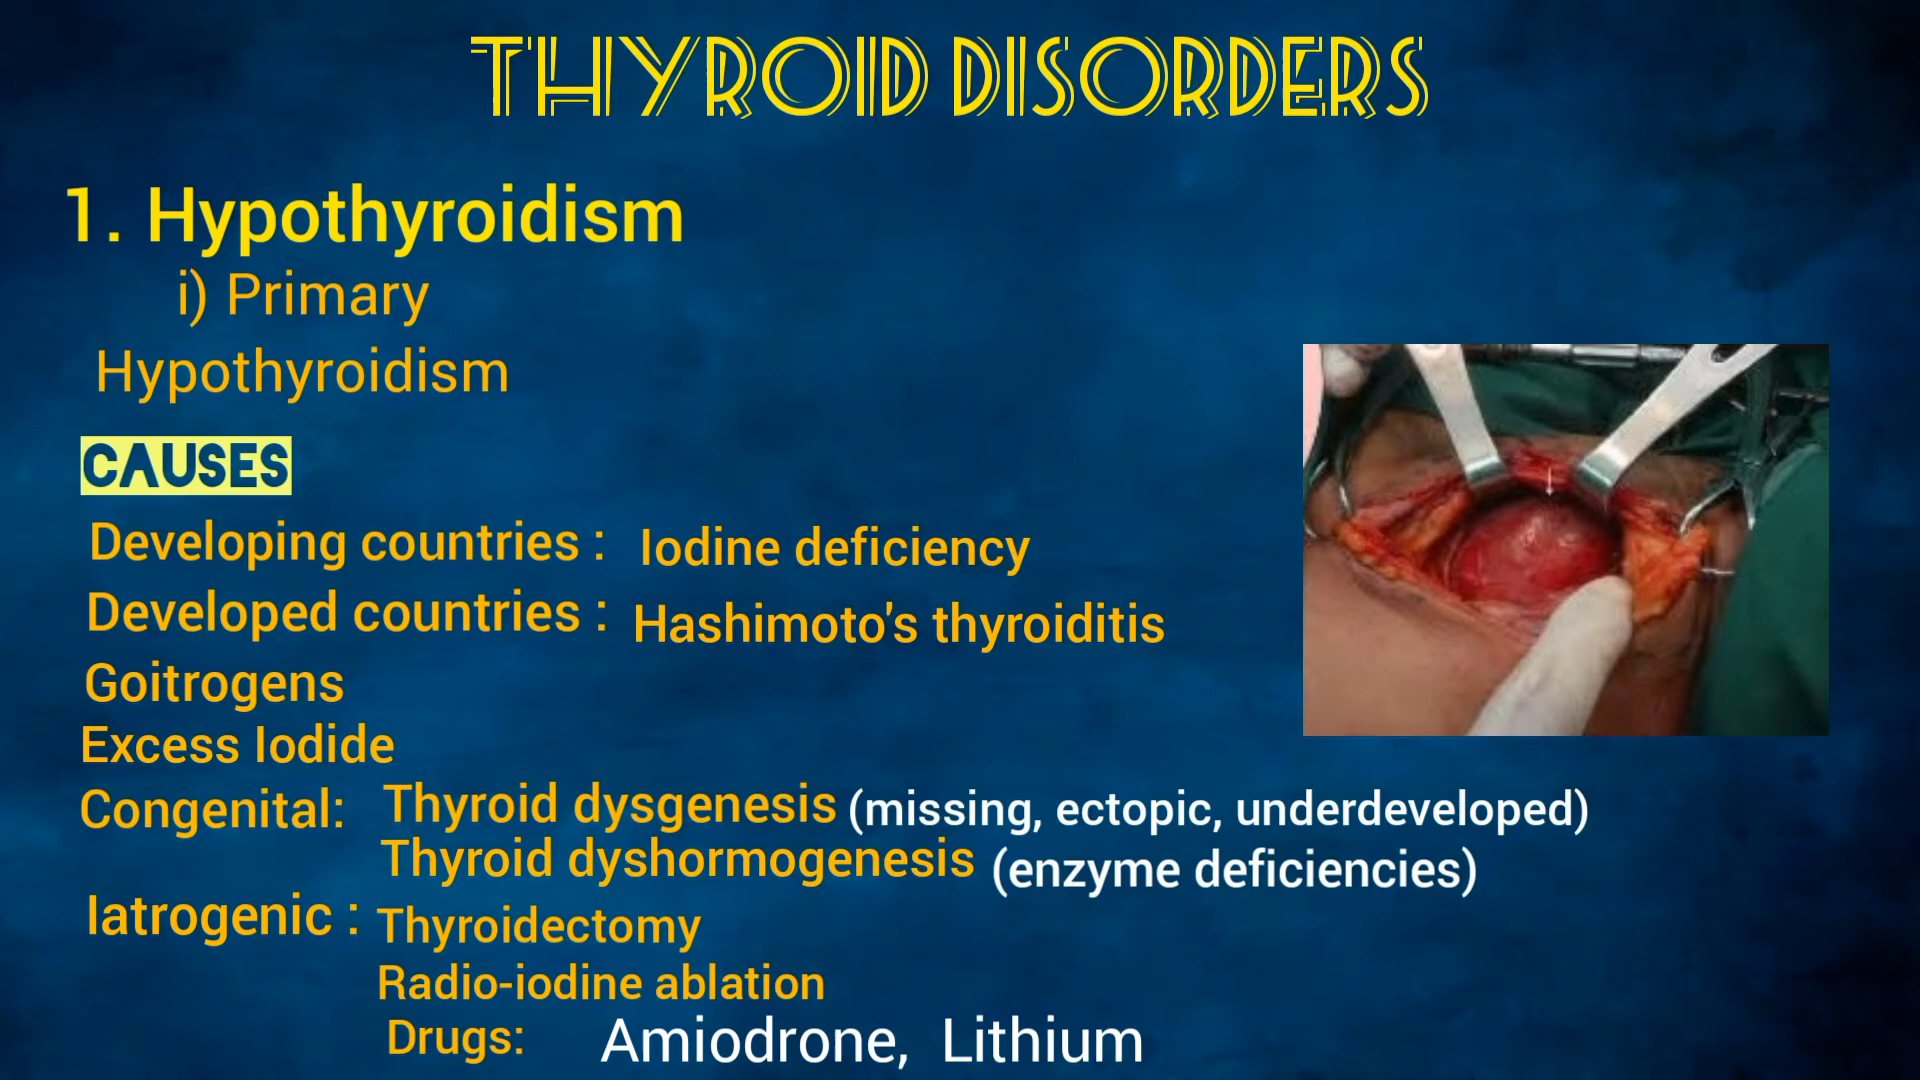 THYROID DISORDERS
1. Hypothyroidism
i) Primary
Hypothyroidism
CAUSES
Developing countries : Iodine deficiency
Developed countries : Hashimoto's thyroiditis
Goitrogens
Excess Iodide
Congenital: Thyroid dysgenesis (missing, ectopic, underdeveloped)
Thyroid dyshormogenesis (enzyme deficiencies)
Iatrogenic : Thyroidectomy
Radio-iodine ablation
Drugs: Amiodrone, Lithium